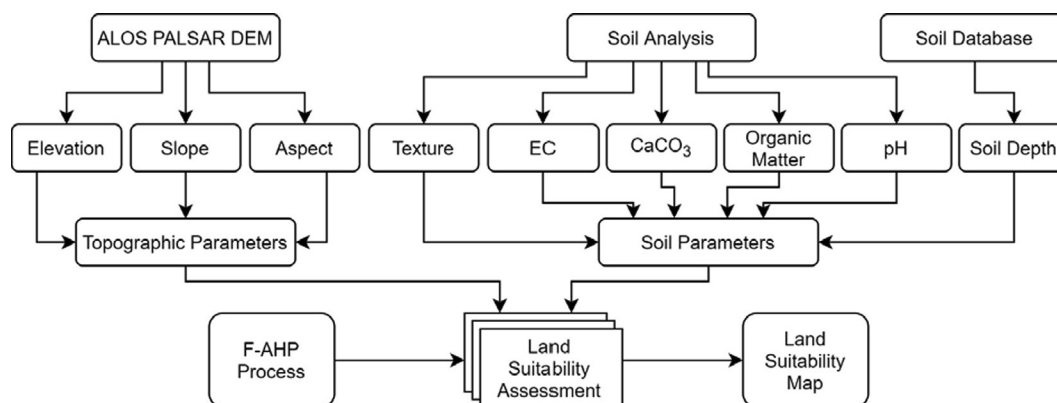 ALOS PALSAR DEM
Soil Analysis
Soil Database
Elevation
Slope
Aspect
Texture
EC
CaCO₃
Organic
Matter
pH
Soil Depth
Topographic Parameters
Soil Parameters
F-AHP
Process
Land
Suitability
Assessment
Land
Suitability
Map